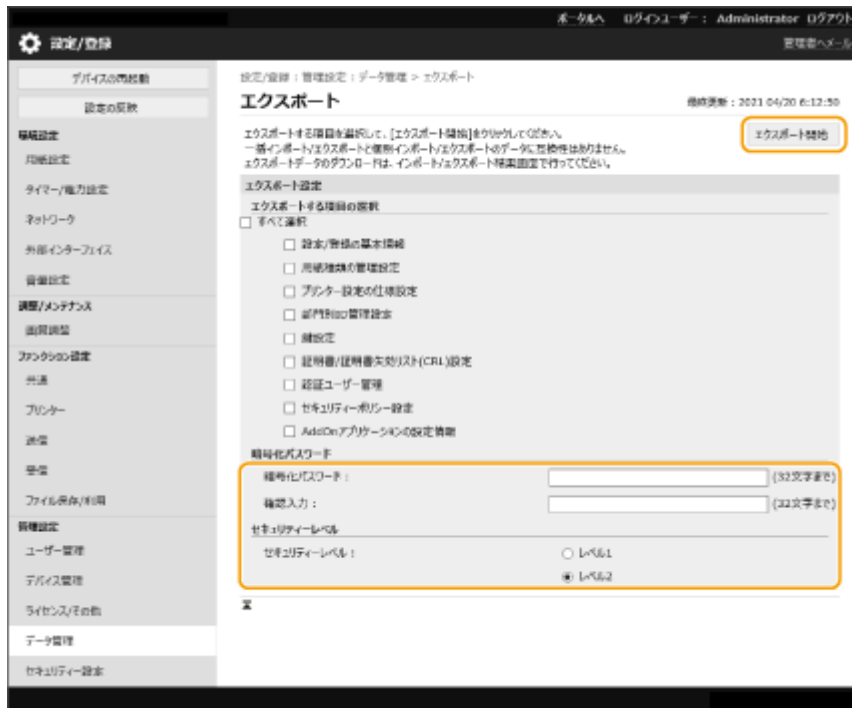 ポータルへ ログインユーザー： Administrator ログアウト
設定/登録
管理者へメール
デバイスの再起動
設定の反映
環境設定
用紙設定
タイマー/電力設定
ネットワーク
外部インターフェイス
音量設定
調整/メンテナンス
画質調整
ファンクション設定
共通
プリンター
送信
受信
ファイル保存/利用
管理設定
ユーザー管理
デバイス管理
ライセンス/その他
データ管理
セキュリティー設定
設定/登録 : 管理設定 : データ管理 > エクスポート
エクスポート
最終更新 : 2021 04/20 6:12:50
エクスポートする項目を選択して、[エクスポート開始]をクリックしてください。
一括インポート/エクスポートと個別インポート/エクスポートのデータに互換性はありません。
エクスポートデータのダウンロードは、インポート/エクスポート結果画面で行ってください。
エクスポート開始
エクスポート設定
エクスポートする項目の選択
すべて選択
設定/登録の基本情報
用紙種類の管理設定
プリンター設定の仕様設定
部門別ID管理設定
鍵設定
証明書/証明書失効リスト(CRL)設定
認証ユーザー管理
セキュリティーポリシー設定
AddOnアプリケーションの設定情報
暗号化パスワード
暗号化パスワード :
(32文字まで)
確認入力 :
(32文字まで)
セキュリティーレベル
セキュリティーレベル :
レベル1
レベル2